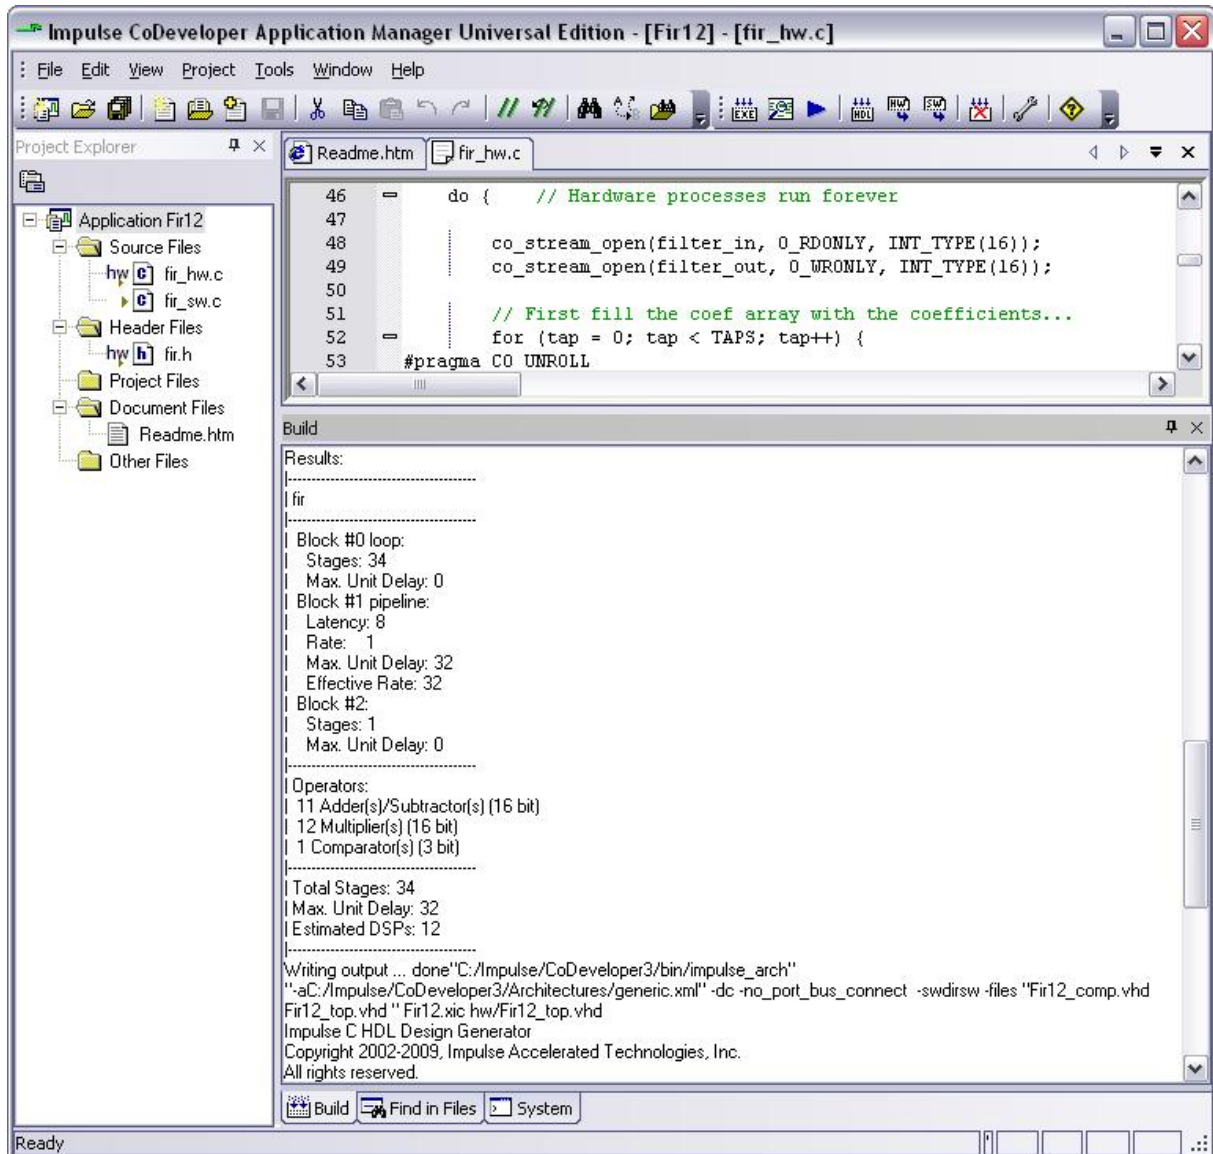 Impulse CoDeveloper Application Manager Universal Edition - [Fir12] - [fir_hw.c]
File Edit View Project Tools Window Help
EXE HDL HW SW
Project Explorer
Application Fir12
Source Files
hw c fir_hw.c
c fir_sw.c
Header Files
hw h fir.h
Project Files
Document Files
Readme.htm
Other Files
Readme.htm fir_hw.c
46 do { // Hardware processes run forever
47
48 co_stream_open(filter_in, O_RDONLY, INT_TYPE(16));
49 co_stream_open(filter_out, O_WRONLY, INT_TYPE(16));
50
51 // First fill the coef array with the coefficients...
52 for (tap = 0; tap < TAPS; tap++) {
53 #pragma CO UNROLL
Build
Results:
|----------------------------------------
| fir
|----------------------------------------
| Block #0 loop:
| Stages: 34
| Max. Unit Delay: 0
| Block #1 pipeline:
| Latency: 8
| Rate: 1
| Max. Unit Delay: 32
| Effective Rate: 32
| Block #2:
| Stages: 1
| Max. Unit Delay: 0
|----------------------------------------
| Operators:
| 11 Adder(s)/Subtractor(s) (16 bit)
| 12 Multiplier(s) (16 bit)
| 1 Comparator(s) (3 bit)
|----------------------------------------
| Total Stages: 34
| Max. Unit Delay: 32
| Estimated DSPs: 12
|----------------------------------------
Writing output ... done"C:/Impulse/CoDeveloper3/bin/impulse_arch"
"-aC:/Impulse/CoDeveloper3/Architectures/generic.xml" -dc -no_port_bus_connect -swdirsw -files "Fir12_comp.vhd
Fir12_top.vhd " Fir12.xic hw/Fir12_top.vhd
Impulse C HDL Design Generator
Copyright 2002-2009, Impulse Accelerated Technologies, Inc.
All rights reserved.
Build Find in Files System
Ready